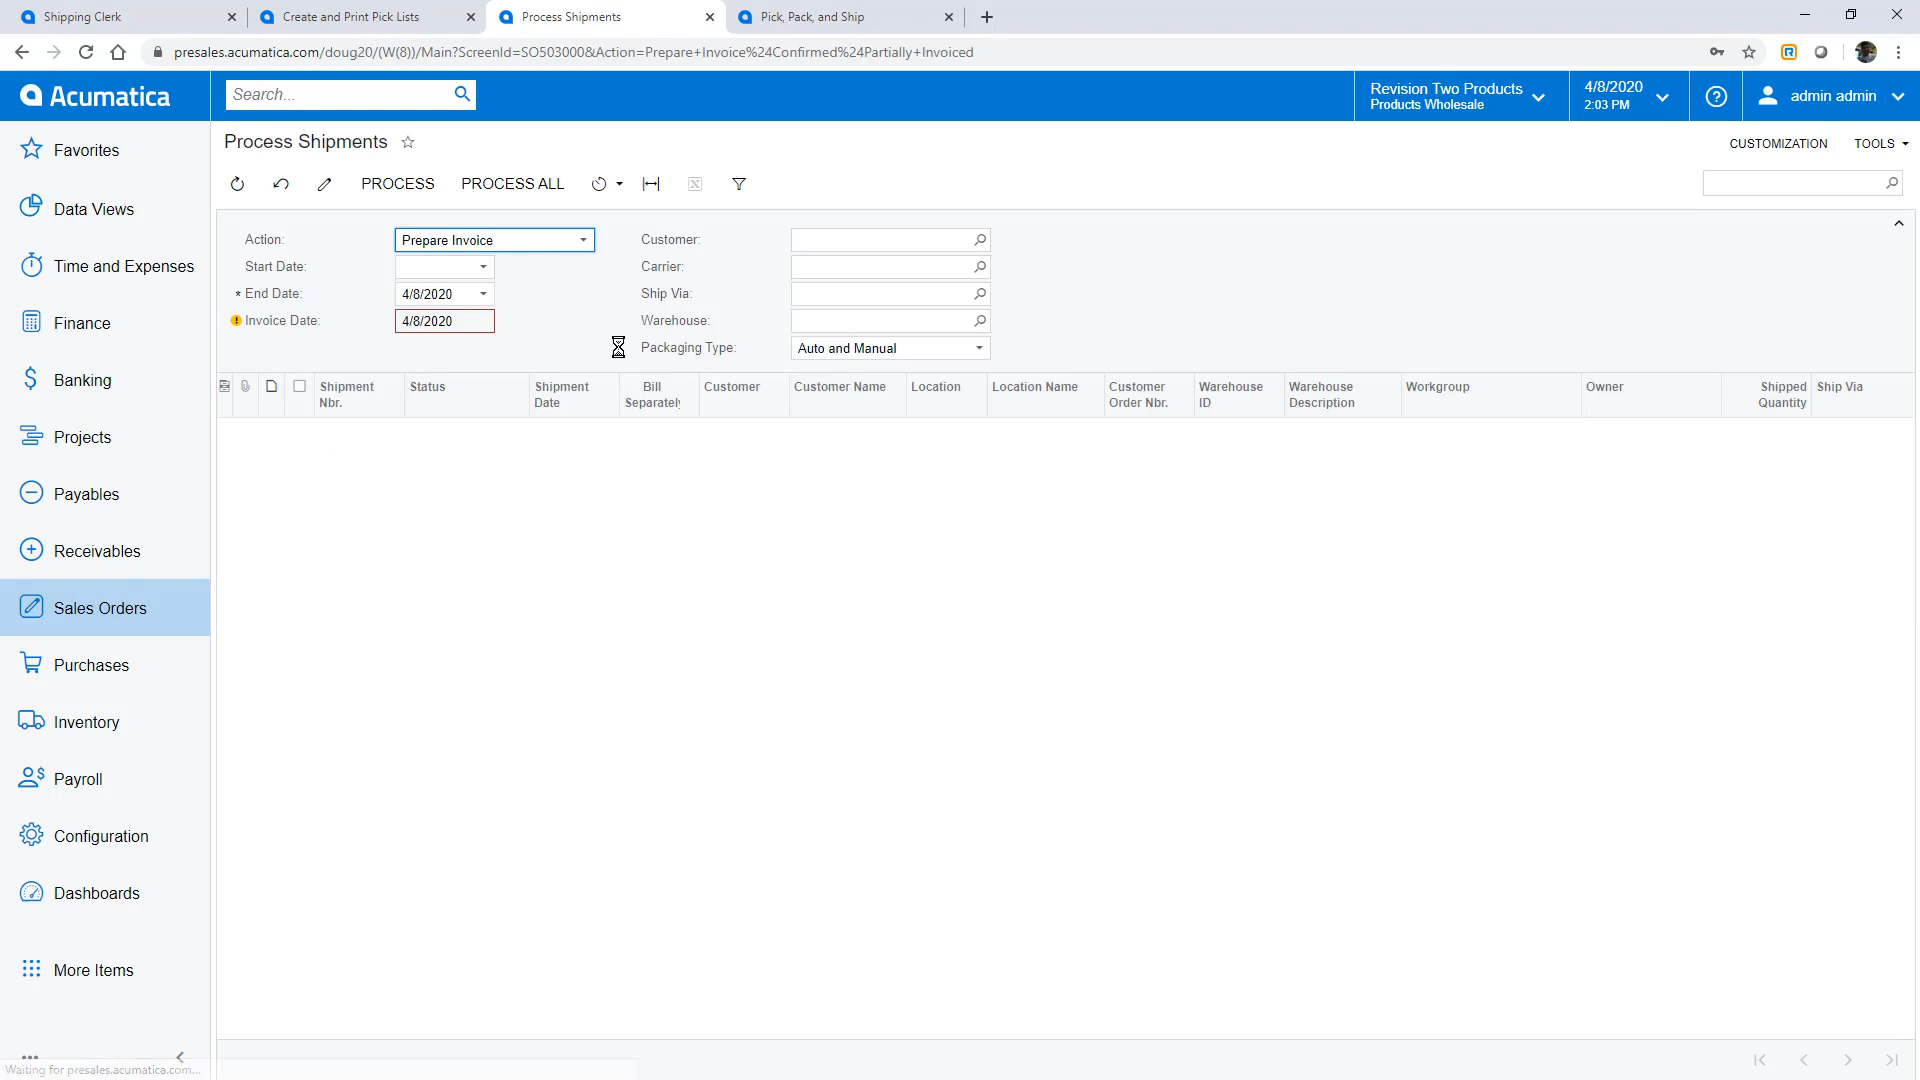 Shipping Clerk
Create and Print Pick Lists
Process Shipments
Pick, Pack, and Ship
presales.acumatica.com/doug20/(W(8))/Main?ScreenId=SO503000&Action=Prepare+Invoice%24Confirmed%24Partially+Invoiced
Acumatica
Search...
Revision Two Products
Products Wholesale
4/8/2020
2:03 PM
admin admin
Favorites
Data Views
Time and Expenses
Finance
Banking
Projects
Payables
Receivables
Sales Orders
Purchases
Inventory
Payroll
Configuration
Dashboards
More Items
Process Shipments
CUSTOMIZATION
TOOLS
PROCESS
PROCESS ALL
Action:
Prepare Invoice
Start Date:
* End Date:
4/8/2020
Invoice Date:
4/8/2020
Customer:
Carrier:
Ship Via:
Warehouse:
Packaging Type:
Auto and Manual
Shipment Nbr.
Status
Shipment Date
Bill Separately
Customer
Customer Name
Location
Location Name
Customer Order Nbr.
Warehouse ID
Warehouse Description
Workgroup
Owner
Shipped Quantity
Ship Via
Waiting for presales.acumatica.com...